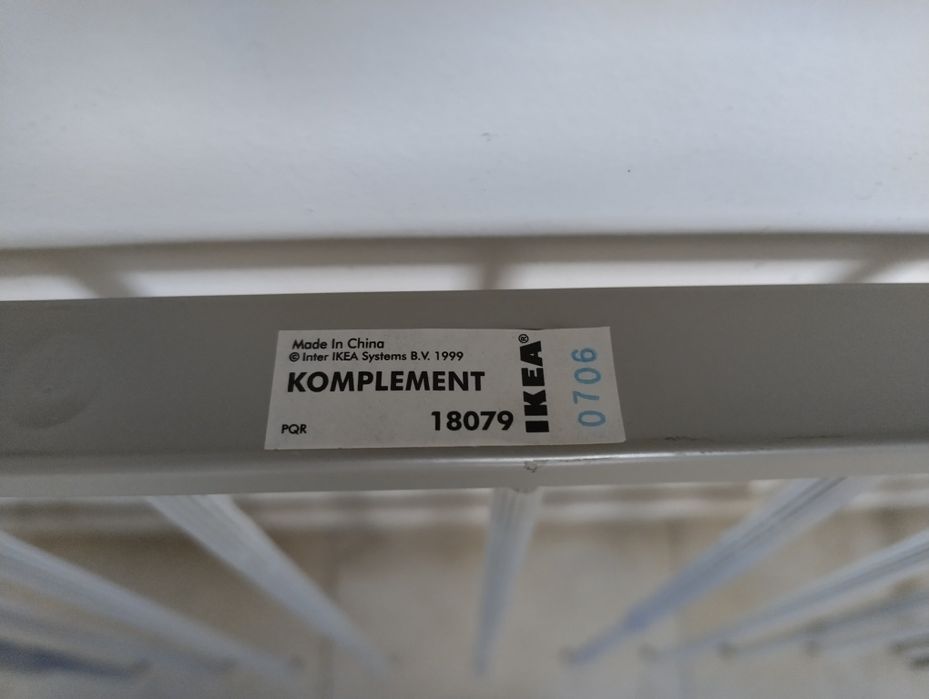 Made In China
© Inter IKEA Systems B.V. 1999
KOMPLEMENT
PQR
18079
IKEA®
0706